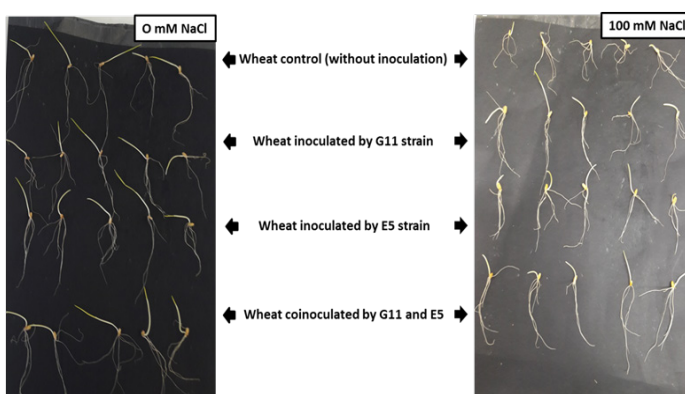 O mM NaCl
100 mM NaCl
Wheat control (without inoculation)
Wheat inoculated by G11 strain
Wheat inoculated by E5 strain
Wheat coinoculated by G11 and E5